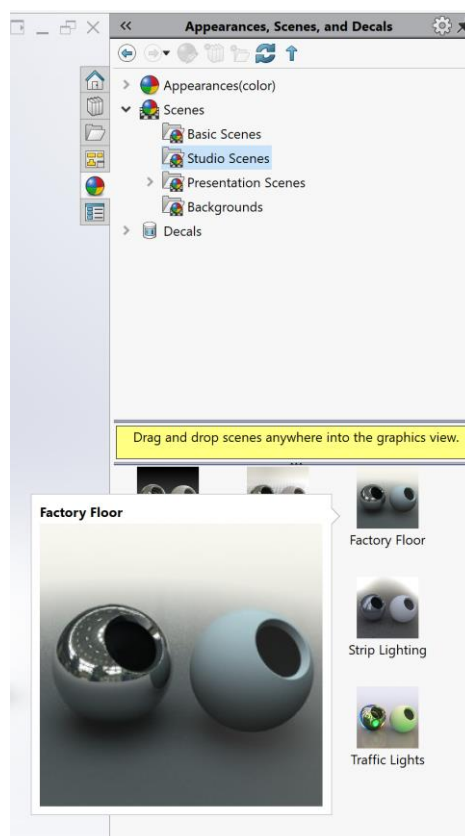 Appearances, Scenes, and Decals
Appearances(color)
Scenes
Basic Scenes
Studio Scenes
Presentation Scenes
Backgrounds
Decals
Drag and drop scenes anywhere into the graphics view.
Factory Floor
Factory Floor
Strip Lighting
Traffic Lights